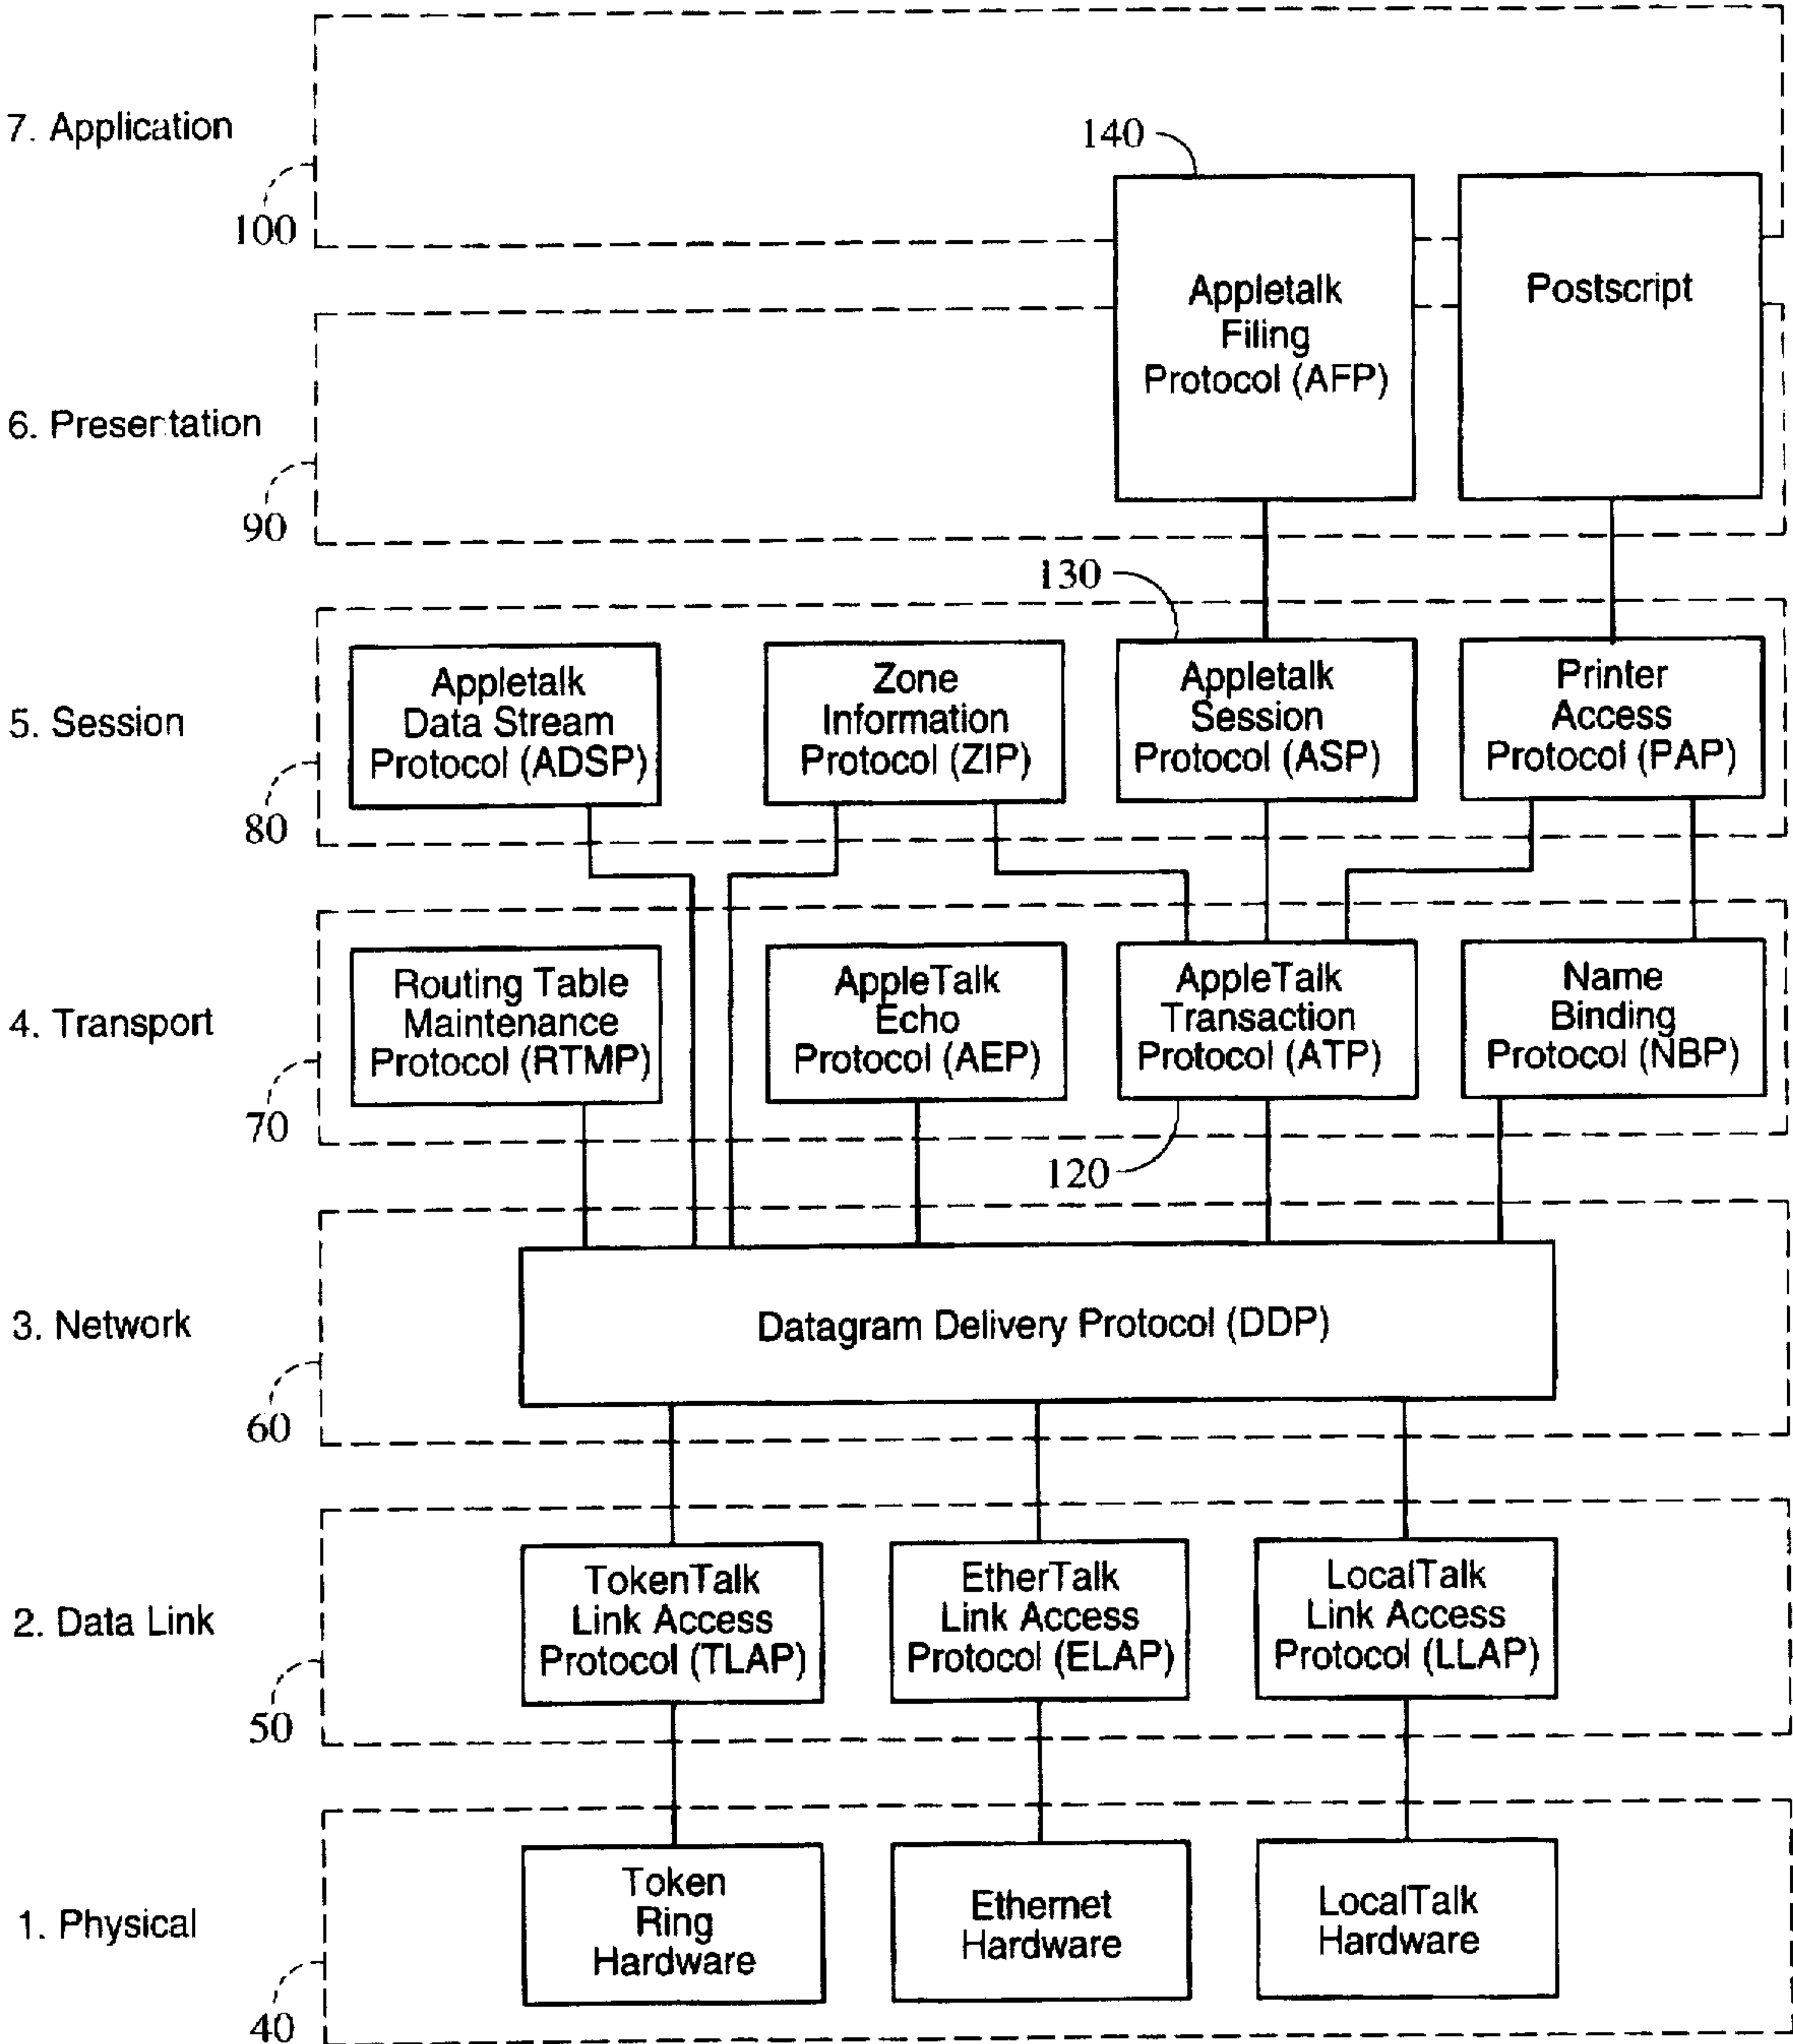 7. Application
100
140
Appletalk
Filing
Protocol (AFP)
Postscript
6. Presentation
90
130
5. Session
80
Appletalk
Data Stream
Protocol (ADSP)
Zone
Information
Protocol (ZIP)
Appletalk
Session
Protocol (ASP)
Printer
Access
Protocol (PAP)
4. Transport
70
Routing Table
Maintenance
Protocol (RTMP)
AppleTalk
Echo
Protocol (AEP)
AppleTalk
Transaction
Protocol (ATP)
Name
Binding
Protocol (NBP)
120
3. Network
60
Datagram Delivery Protocol (DDP)
2. Data Link
50
TokenTalk
Link Access
Protocol (TLAP)
EtherTalk
Link Access
Protocol (ELAP)
LocalTalk
Link Access
Protocol (LLAP)
1. Physical
40
Token
Ring
Hardware
Ethernet
Hardware
LocalTalk
Hardware